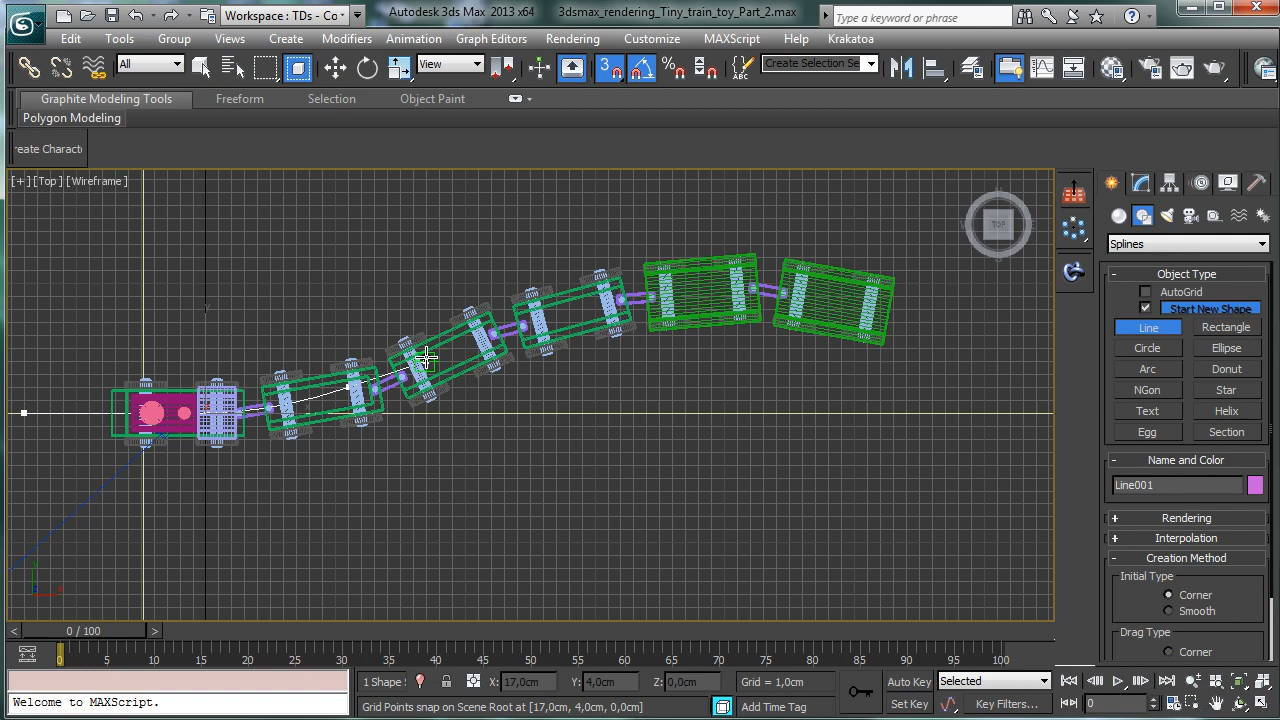 Workspace : TDs - Co
Autodesk 3ds Max 2013 x64
3dsmax_rendering_Tiny_train_toy_Part_2.max
Type a keyword or phrase
Edit Tools Group Views Create Modifiers Animation Graph Editors Rendering Customize MAXScript Help Krakatoa
All
View
3
%
ABC
Create Selection Se
Graphite Modeling Tools Freeform Selection Object Paint
Polygon Modeling
eate Charact
[+][Top][Wireframe]
TOP
Y
Splines
- Object Type
AutoGrid
Start New Shape
Line Rectangle
Circle Ellipse
Arc Donut
NGon Star
Text Helix
Egg Section
- Name and Color
Line001
+ Rendering
+ Interpolation
- Creation Method
Initial Type
Corner
Smooth
Drag Type
Corner
< 0 / 100 >
0 5 10 15 20 25 30 35 40 45 50 55 60 65 70 75 80 85 90 95 100
1 Shape
X: 17,0cm Y: 4,0cm Z: 0,0cm
Grid = 1,0cm
Auto Key
Selected
Welcome to MAXScript.
Grid Points snap on Scene Root at [17,0cm, 4,0cm, 0,0cm]
Add Time Tag
Set Key
Key Filters...
0